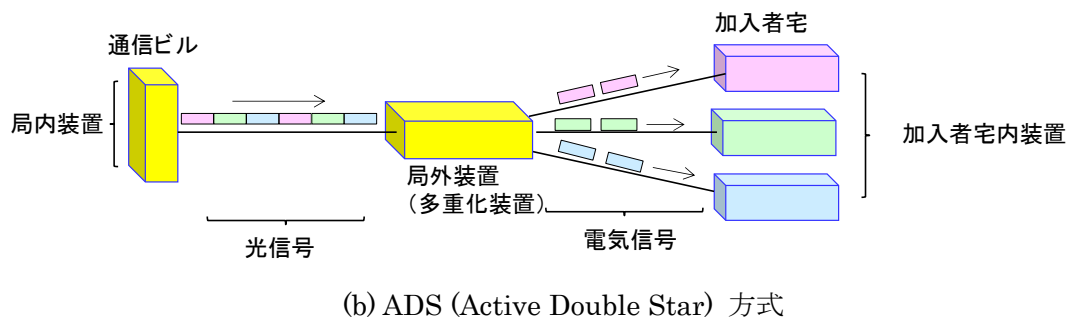 加入者宅
通信ビル
局内装置
加入者宅内装置
局外装置
（多重化装置）
光信号
電気信号
(b) ADS (Active Double Star) 方式